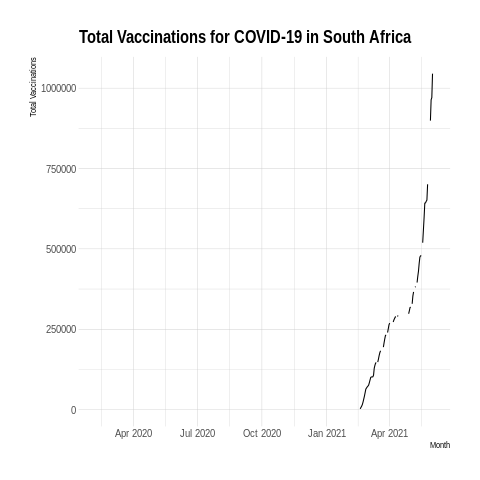 Total Vaccinations for COVID-19 in South Africa
Total Vaccinations
1000000
750000
500000
250000
0
Apr 2020 Jul 2020 Oct 2020 Jan 2021 Apr 2021
Month